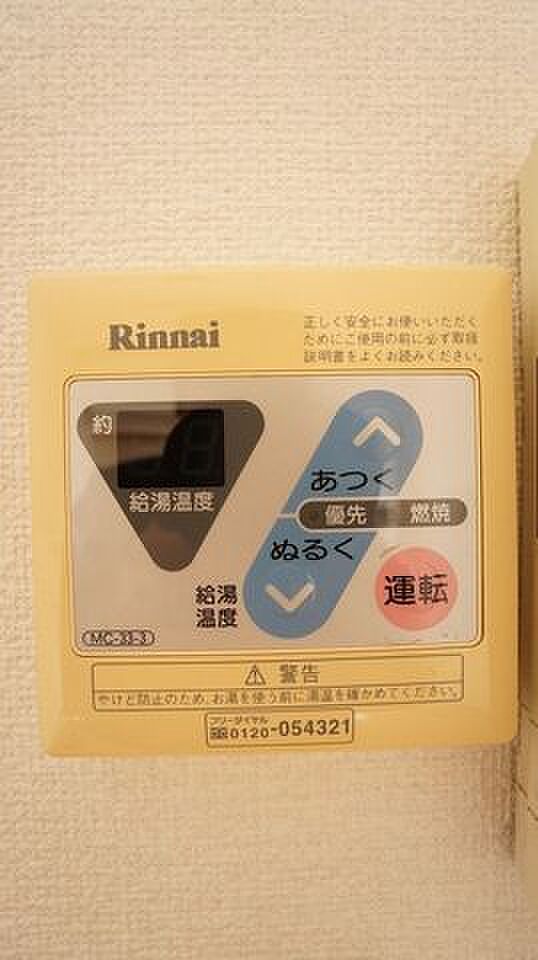 Rinnai
正しく安全にお使いいただく
ためにご使用の前に必ず取扱
説明書をよくお読みください。
約
給湯温度
あつく
優先 燃焼
ぬるく
給湯
温度
運転
MC-33-3
⚠ 警告
やけど防止のため、お湯を使う前に湯温を確かめてください。
フリーダイヤル
0120-054321